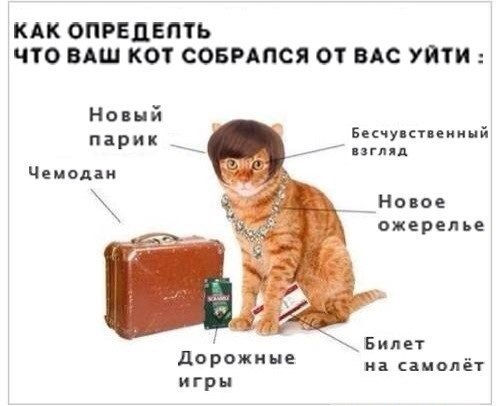 КАК ОПРЕДЕЛТЬ
ЧТО ВАШ КОТ СОБРАЛСЯ ОТ ВАС УЙТИ :
Новый
парик
Бесчувственный
взгляд
Чемодан
Новое
ожерелье
SCRABBLE
Билет
на самолёт
Дорожные
игры